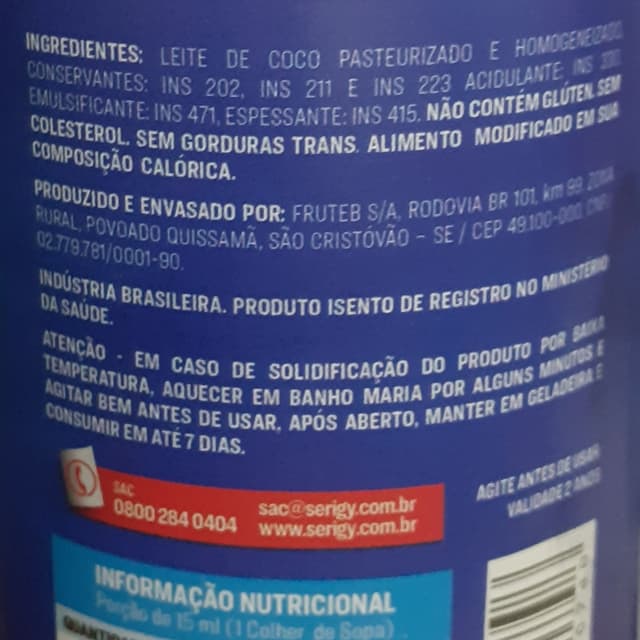 INGREDIENTES: LEITE DE COCO PASTEURIZADO E HOMOGENEIZADO,
CONSERVANTES: INS 202, INS 211 E INS 223 ACIDULANTE, INS
EMULSIFICANTE: INS 471, ESPESSANTE: INS 415. NÃO CONTÉM GLÚTEN, SEM
COLESTEROL, SEM GORDURAS TRANS. ALIMENTO MODIFICADO EM SUA
COMPOSIÇÃO CALÓRICA.
PRODUZIDO E ENVASADO POR: FRUTEB S/A, RODOVIA BR 101, km 99, ZONA
RURAL, POVOADO QUISSAMÃ, SÃO CRISTÓVÃO – SE / CEP 49.100-000, CNPJ
02.779.781/0001-90.
INDÚSTRIA BRASILEIRA. PRODUTO ISENTO DE REGISTRO NO MINISTÉRIO
DA SAÚDE.
ATENÇÃO - EM CASO DE SOLIDIFICAÇÃO DO PRODUTO POR BAIXA
TEMPERATURA, AQUECER EM BANHO MARIA POR ALGUNS MINUTOS E
AGITAR BEM ANTES DE USAR, APÓS ABERTO, MANTER EM GELADEIRA E
CONSUMIR EM ATÉ 7 DIAS.
SAC
0800 284 0404
sac@serigy.com.br
www.serigy.com.br
AGITE ANTES DE USAR
VALIDADE 2 ANOS
INFORMAÇÃO NUTRICIONAL
Porção de 15 ml (1 Colher de Sopa)